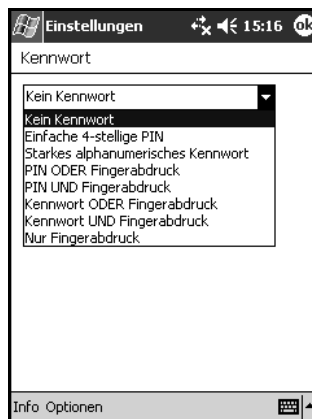 Einstellungen 15:16 ok
Kennwort
Kein Kennwort
Kein Kennwort
Einfache 4-stellige PIN
Starkes alphanumerisches Kennwort
PIN ODER Fingerabdruck
PIN UND Fingerabdruck
Kennwort ODER Fingerabdruck
Kennwort UND Fingerabdruck
Nur Fingerabdruck
Info Optionen